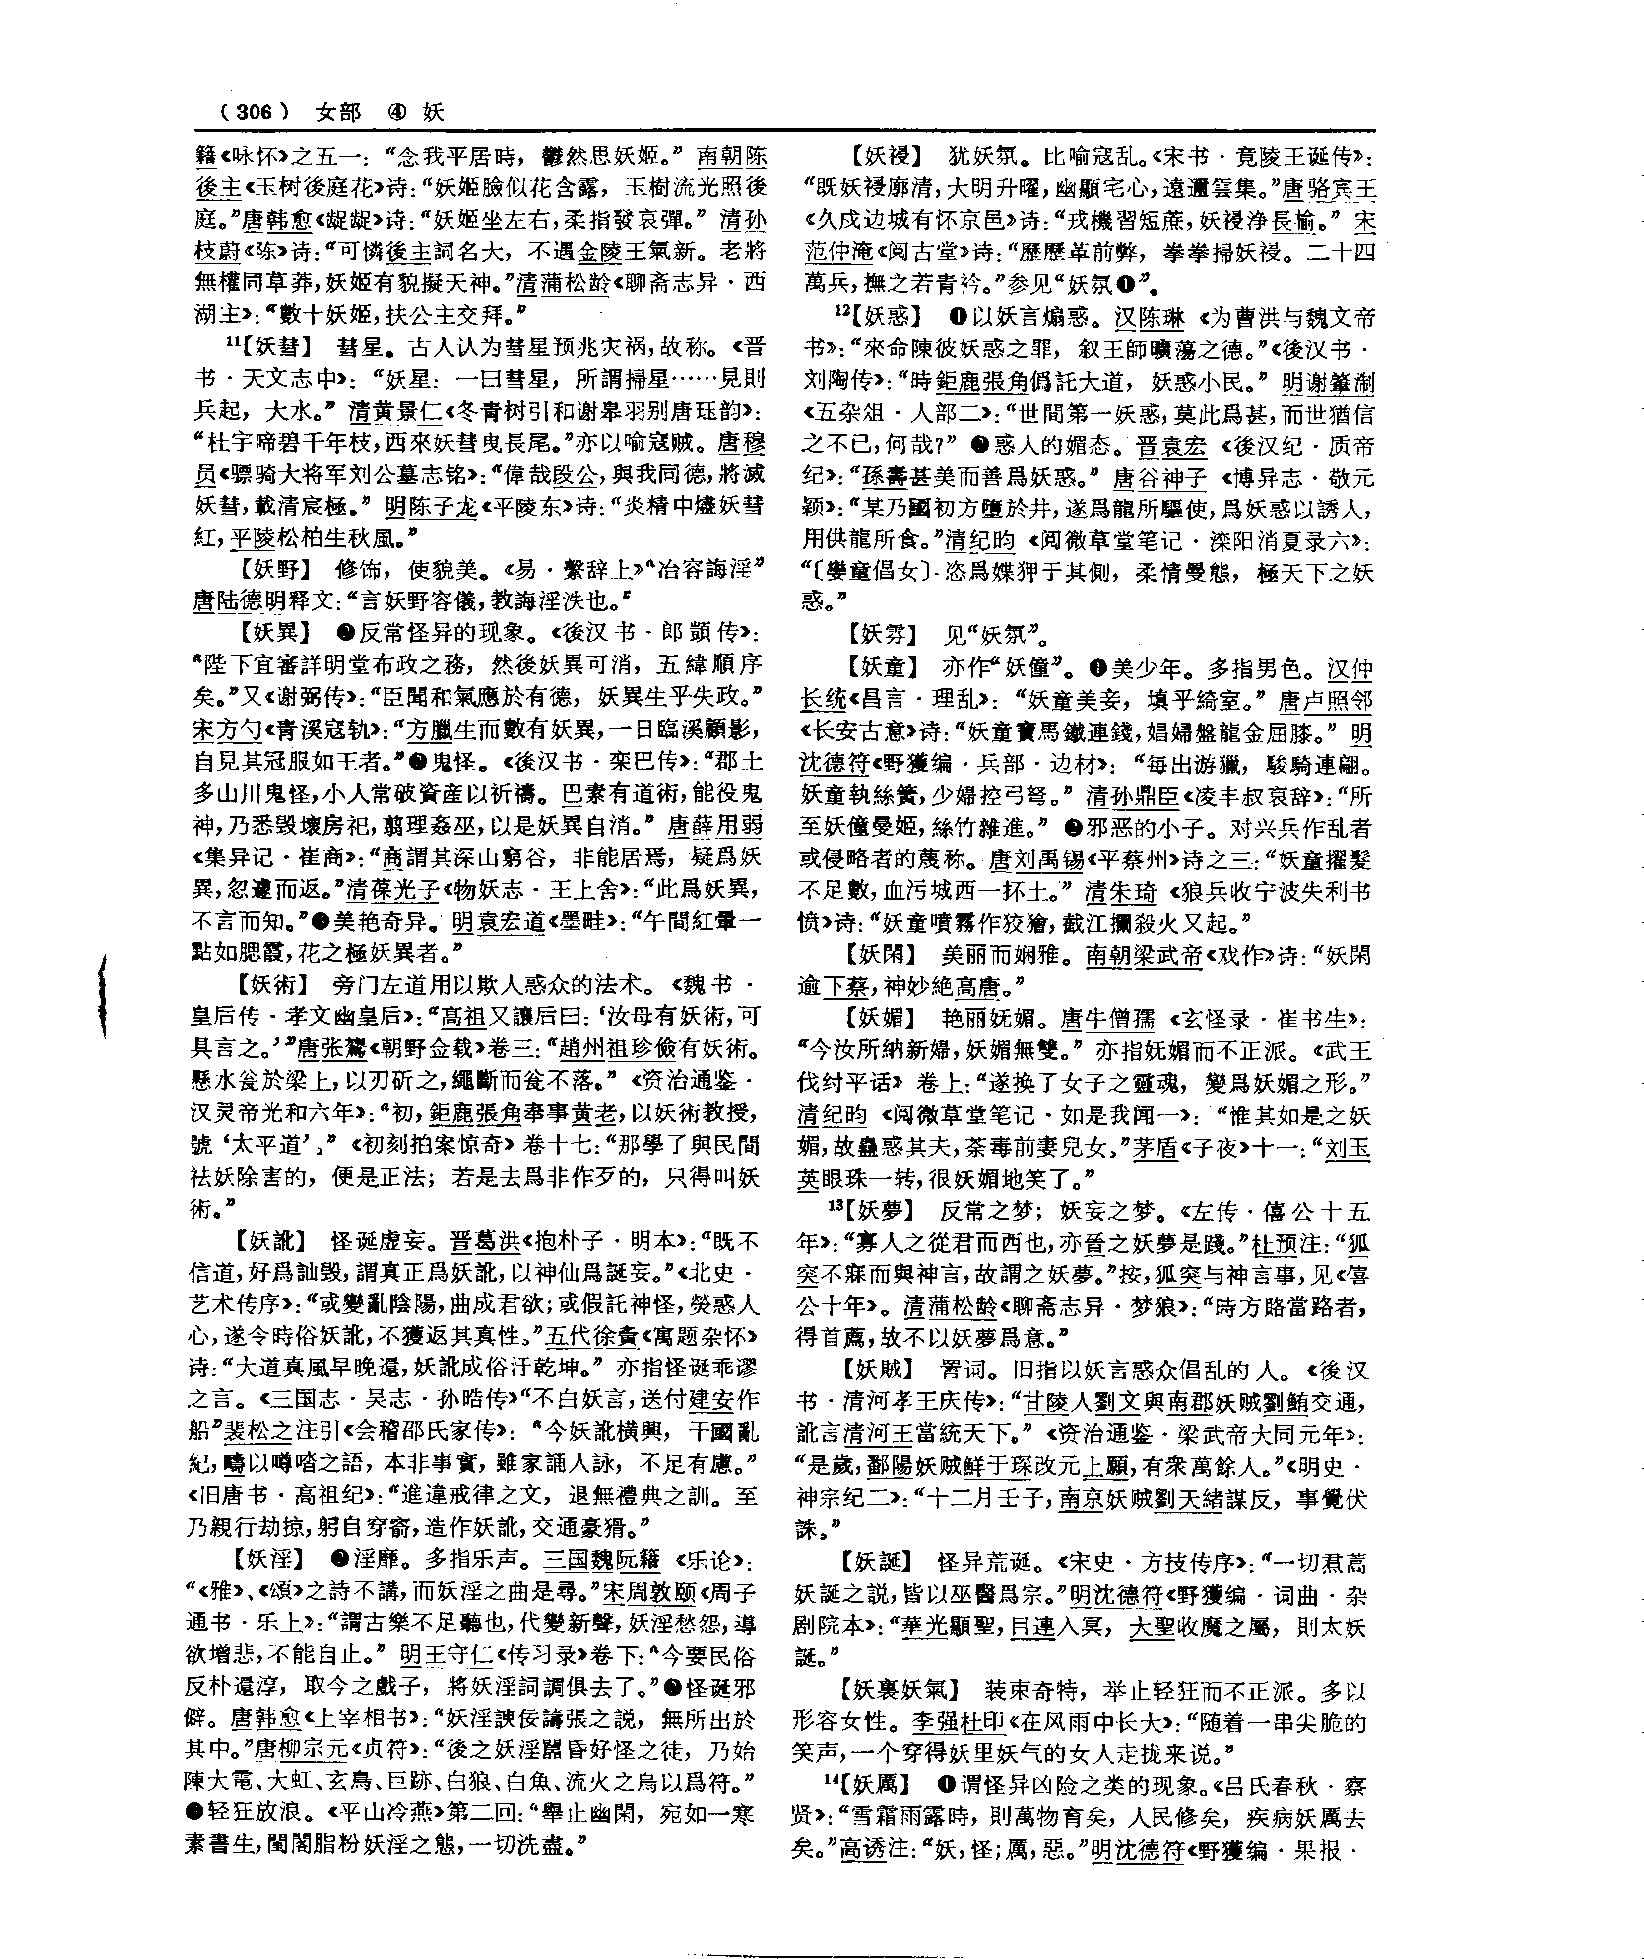 （306） 女部 ④ 妖
籍《咏怀》之五一：“念我平居時，鬱然思妖姬。” 南朝陈
後主《玉树後庭花》诗：“妖姬臉似花含露，玉樹流光照後
庭。”唐韩愈《龊龊》诗：“妖姬坐左右，柔指發哀彈。” 清孙
枝蔚《陈》诗：“可憐後主詞名大，不遇金陵王氣新。老將
無權同草莽，妖姬有貌擬天神。”清蒲松龄《聊斋志异·西
湖主》：“數十妖姬，扶公主交拜。”
11【妖彗】 彗星。古人认为彗星预兆灾祸，故称。《晋
书·天文志中》：“妖星：一曰彗星，所謂掃星……見則
兵起，大水。” 清黄景仁《冬青树引和谢皋羽别唐珏韵》：
“杜宇啼碧千年枝，西來妖彗曳長尾。”亦以喻寇贼。唐穆
员《骠骑大将军刘公墓志铭》：“偉哉段公，與我同德，將滅
妖彗，載清宸極。” 明陈子龙《平陵东》诗：“炎精中燼妖彗
紅，平陵松柏生秋風。”
【妖野】 修饰，使貌美。《易·繫辞上》“冶容誨淫”
唐陆德明释文：“言妖野容儀，教誨淫泆也。”
【妖異】 ❶反常怪异的现象。《後汉书·郎顗传》：
“陛下宜審詳明堂布政之務，然後妖異可消，五緯順序
矣。”又《谢弼传》：“臣聞和氣應於有德，妖異生乎失政。”
宋方勺《青溪寇轨》：“方臘生而數有妖異，一日臨溪顧影，
自見其冠服如王者。”❷鬼怪。《後汉书·栾巴传》：“郡土
多山川鬼怪，小人常破資産以祈禱。巴素有道術，能役鬼
神，乃悉毁壞房祀，翦理姦巫，以是妖異自消。” 唐薛用弱
《集异记·崔商》：“商謂其深山窮谷，非能居焉，疑爲妖
異，忽遽而返。”清葆光子《物妖志·王上舍》：“此爲妖異，
不言而知。”❸美艳奇异。明袁宏道《墨畦》：“午間紅暈一
點如腮霞，花之極妖異者。”
【妖術】 旁门左道用以欺人惑众的法术。《魏书·
皇后传·孝文幽皇后》：“高祖又讓后曰：‘汝母有妖術，可
具言之。’”唐张鷟《朝野佥载》卷三：“趙州祖珍儉有妖術。
懸水瓮於梁上，以刃斫之，繩斷而瓮不落。” 《资治通鉴·
汉灵帝光和六年》：“初，鉅鹿張角奉事黄老，以妖術教授，
號‘太平道’。” 《初刻拍案惊奇》卷十七：“那學了與民間
祛妖除害的，便是正法；若是去爲非作歹的，只得叫妖
術。”
【妖訛】 怪诞虚妄。晋葛洪《抱朴子·明本》：“既不
信道，好爲訕毁，謂真正爲妖訛，以神仙爲誕妄。”《北史·
艺术传序》：“或變亂陰陽，曲成君欲；或假託神怪，熒惑人
心，遂令時俗妖訛，不獲返其真性。”五代徐夤《寓题杂怀》
诗：“大道真風早晚還，妖訛成俗汙乾坤。” 亦指怪诞乖谬
之言。《三国志·吴志·孙晧传》“不白妖言，送付建安作
船”裴松之注引《会稽邵氏家传》：“今妖訛横興，干國亂
紀，疇以噂嗒之語，本非事實，雖家誦人詠，不足有慮。”
《旧唐书·高祖纪》：“進違戒律之文，退無禮典之訓。至
乃親行劫掠，躬自穿窬，造作妖訛，交通豪猾。”
【妖淫】 ❶淫靡。多指乐声。三国魏阮籍《乐论》：
“《雅》、《頌》之詩不講，而妖淫之曲是尋。”宋周敦颐《周子
通书·乐上》：“謂古樂不足聽也，代變新聲，妖淫愁怨，導
欲增悲，不能自止。” 明王守仁《传习录》卷下：“今要民俗
反朴還淳，取今之戲子，將妖淫詞調俱去了。”❷怪诞邪
僻。唐韩愈《上宰相书》：“妖淫諛佞譸張之説，無所出於
其中。”唐柳宗元《贞符》：“後之妖淫嚚昏好怪之徒，乃始
陳大電、大虹、玄鳥、巨跡、白狼、白魚、流火之烏以爲符。”
❸轻狂放浪。《平山冷燕》第二回：“舉止幽閑，宛如一寒
素書生，閨閣脂粉妖淫之態，一切洗盡。”
【妖祲】 犹妖氛。比喻寇乱。《宋书·竟陵王诞传》：
“既妖祲廓清，大明升曜，幽顯宅心，遠邇雲集。”唐骆宾王
《久戍边城有怀京邑》诗：“戎機習短蔗，妖祲净長榆。” 宋
范仲淹《阅古堂》诗：“歷歷革前弊，拳拳掃妖祲。二十四
萬兵，撫之若青衿。”参见“妖氛❶”。
12【妖惑】 ❶以妖言煽惑。汉陈琳《为曹洪与魏文帝
书》：“來命陳彼妖惑之罪，叙王師曠蕩之德。”《後汉书·
刘陶传》：“時鉅鹿張角僞託大道，妖惑小民。” 明谢肇淛
《五杂俎·人部二》：“世間第一妖惑，莫此爲甚，而世猶信
之不已，何哉？” ❷惑人的媚态。晋袁宏《後汉纪·质帝
纪》：“孫壽甚美而善爲妖惑。” 唐谷神子《博异志·敬元
颖》：“某乃國初方墮於井，遂爲龍所驅使，爲妖惑以誘人，
用供龍所食。”清纪昀《阅微草堂笔记·滦阳消夏录六》：
“〔孌童倡女〕恣爲媟狎于其側，柔情曼態，極天下之妖
惑。”
【妖雰】 见“妖氛”。
【妖童】 亦作“妖僮”。❶美少年。多指男色。汉仲
长统《昌言·理乱》：“妖童美妾，填乎綺室。” 唐卢照邻
《长安古意》诗：“妖童寶馬鐵連錢，娼婦盤龍金屈膝。” 明
沈德符《野獲编·兵部·边材》：“每出游獵，駿騎連翩。
妖童執絲簧，少婦控弓弩。” 清孙鼎臣《凌丰叔哀辞》：“所
至妖僮曼姬，絲竹雜進。” ❷邪恶的小子。对兴兵作乱者
或侵略者的蔑称。唐刘禹锡《平蔡州》诗之三：“妖童擢髮
不足數，血污城西一抔土。” 清朱琦《狼兵收宁波失利书
愤》诗：“妖童噴霧作狡獪，截江攔殺火又起。”
【妖閑】 美丽而娴雅。南朝梁武帝《戏作》诗：“妖閑
逾下蔡，神妙絶高唐。”
【妖媚】 艳丽妩媚。唐牛僧孺《玄怪录·崔书生》：
“今汝所納新婦，妖媚無雙。” 亦指妩媚而不正派。《武王
伐纣平话》卷上：“遂换了女子之靈魂，變爲妖媚之形。”
清纪昀《阅微草堂笔记·如是我闻一》：“惟其如是之妖
媚，故蠱惑其夫，荼毒前妻兒女。”茅盾《子夜》十一：“刘玉
英眼珠一转，很妖媚地笑了。”
13【妖夢】 反常之梦；妖妄之梦。《左传·僖公十五
年》：“寡人之從君而西也，亦晉之妖夢是踐。”杜预注：“狐
突不寐而與神言，故謂之妖夢。”按，狐突与神言事，见《僖
公十年》。清蒲松龄《聊斋志异·梦狼》：“時方賂當路者，
得首薦，故不以妖夢爲意。”
【妖賊】 詈词。旧指以妖言惑众倡乱的人。《後汉
书·清河孝王庆传》：“甘陵人劉文與南郡妖贼劉鮪交通，
訛言清河王當統天下。” 《资治通鉴·梁武帝大同元年》：
“是歲，鄱陽妖贼鮮于琛改元上願，有衆萬餘人。”《明史·
神宗纪二》：“十二月壬子，南京妖贼劉天緒謀反，事覺伏
誅。”
【妖誕】 怪异荒诞。《宋史·方技传序》：“一切焄蒿
妖誕之説，皆以巫醫爲宗。”明沈德符《野獲编·词曲·杂
剧院本》：“華光顯聖，目連入冥，大聖收魔之屬，則太妖
誕。”
【妖裏妖氣】 装束奇特，举止轻狂而不正派。多以
形容女性。李强杜印《在风雨中长大》：“随着一串尖脆的
笑声，一个穿得妖里妖气的女人走拢来说。”
14【妖厲】 ❶谓怪异凶险之类的现象。《吕氏春秋·察
贤》：“雪霜雨露時，則萬物育矣，人民修矣，疾病妖厲去
矣。”高诱注：“妖，怪；厲，惡。”明沈德符《野獲编·果报·